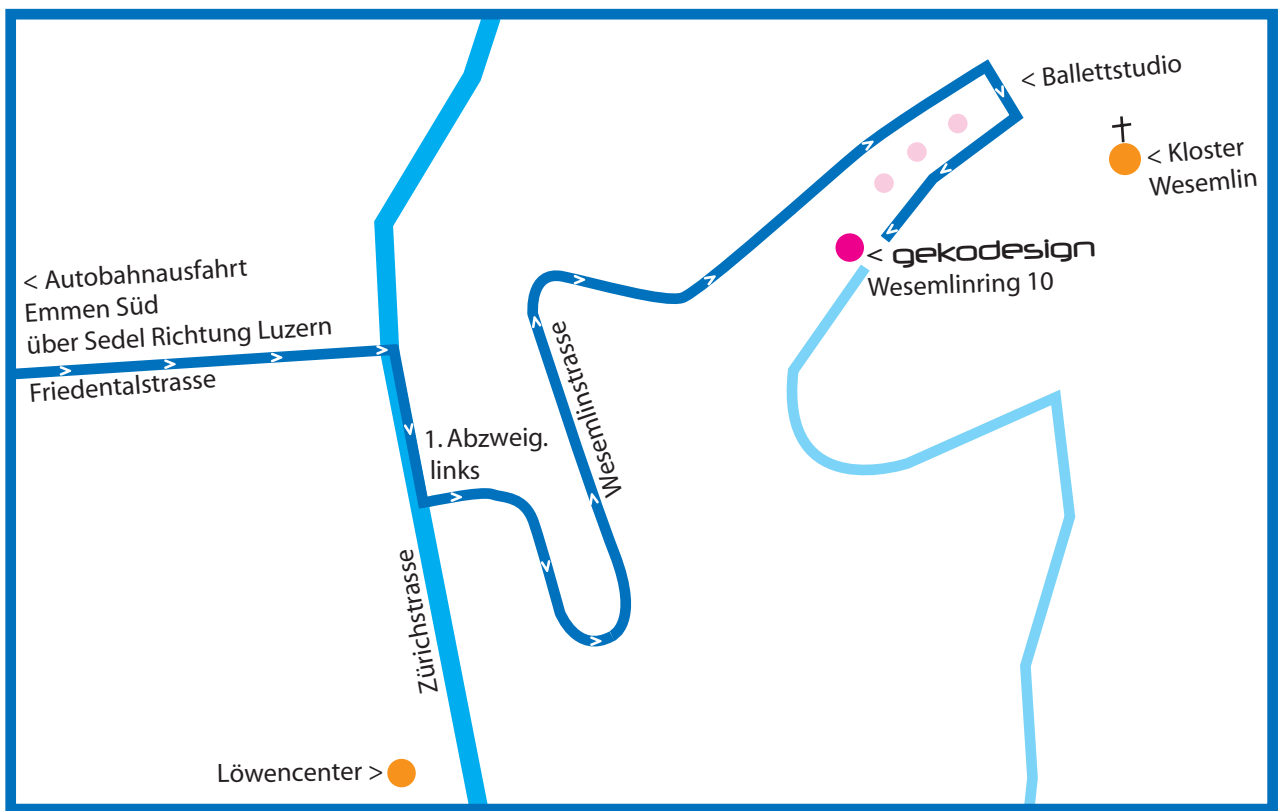 < Ballettstudio
< Kloster
Wesemlin
< gekodesign
Wesemlinring 10
< Autobahnausfahrt
Emmen Süd
über Sedel Richtung Luzern
Friedentalstrasse
Wesemlinstrasse
1. Abzweig.
links
Zürichstrasse
Löwencenter >